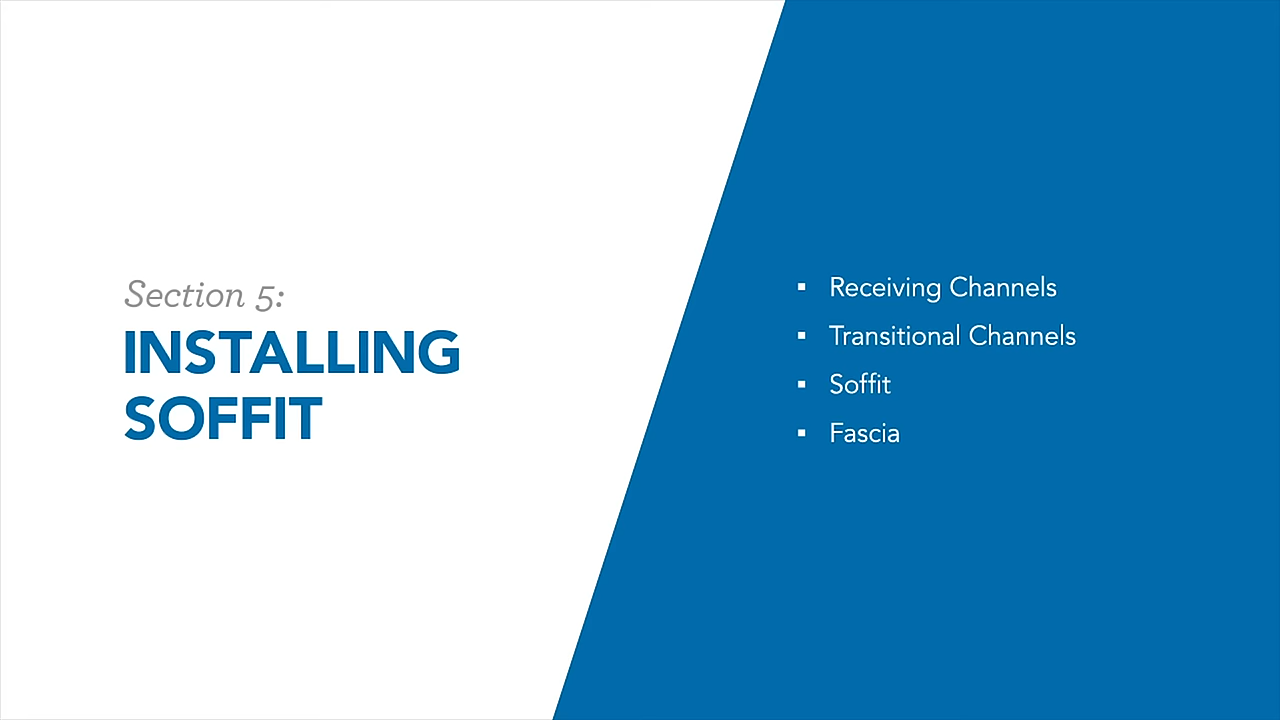 Section 5:
INSTALLING
SOFFIT
▪ Receiving Channels
▪ Transitional Channels
▪ Soffit
▪ Fascia